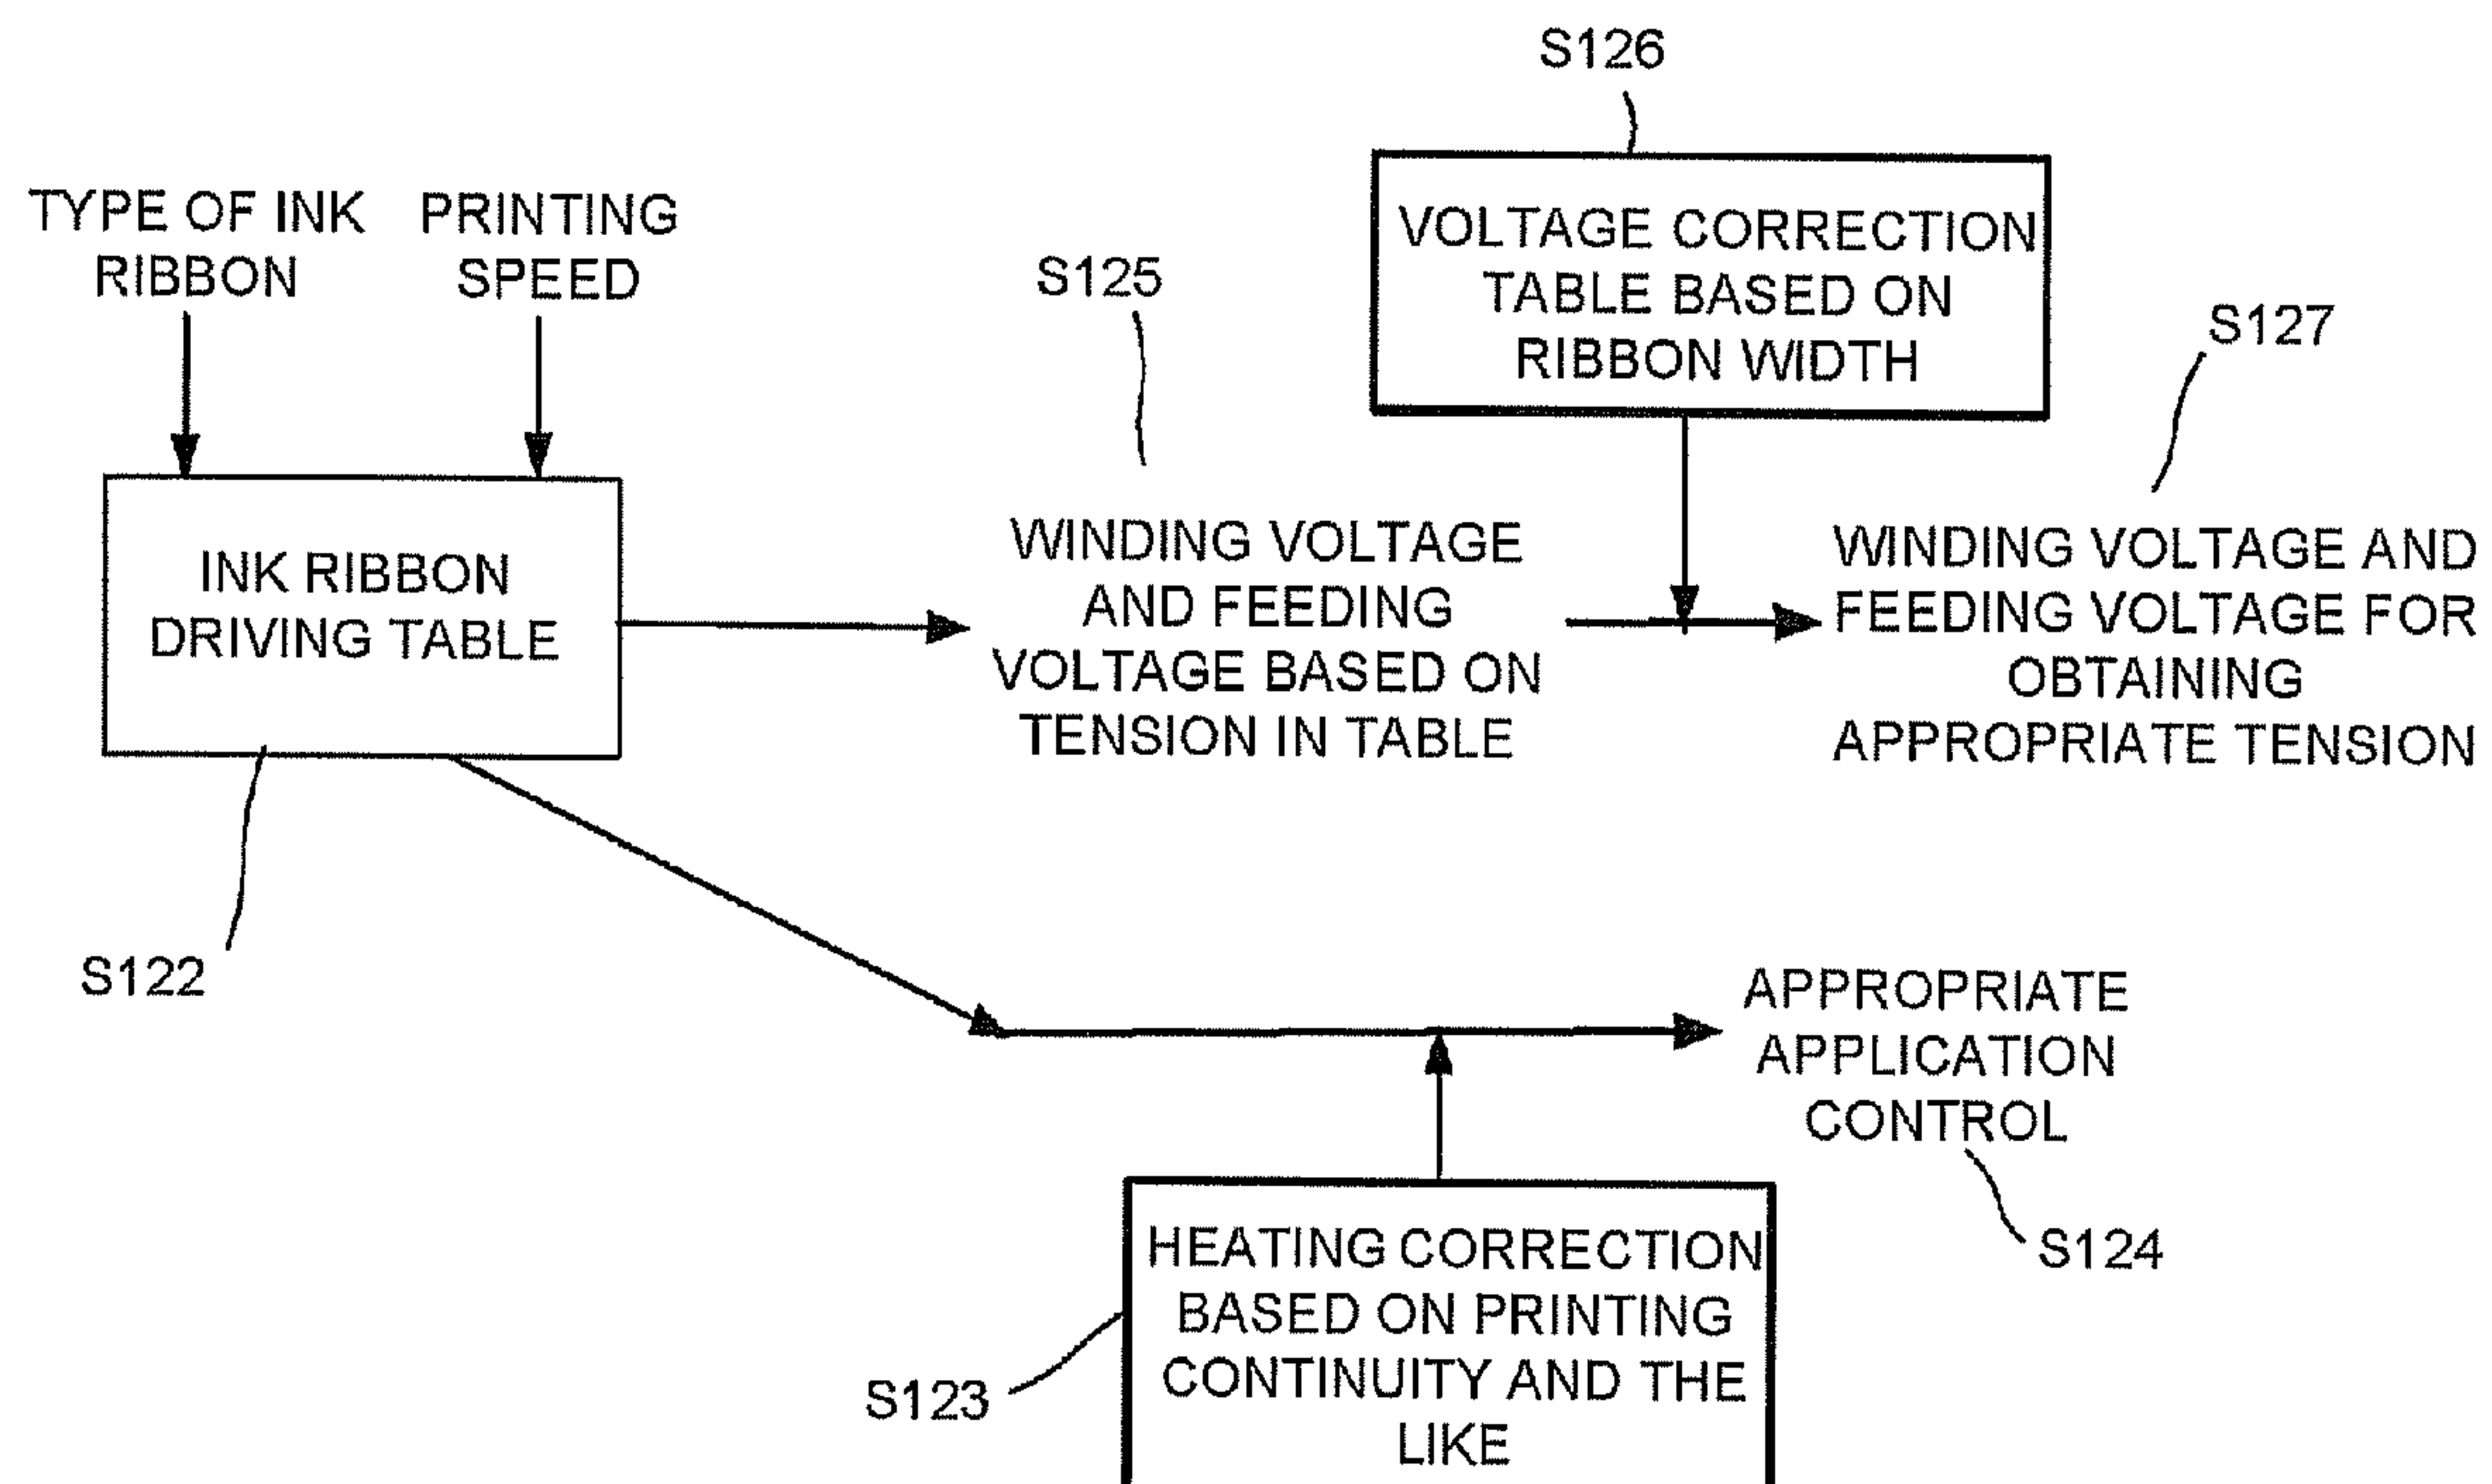 S126
TYPE OF INK
RIBBON
PRINTING
SPEED
S125
VOLTAGE CORRECTION
TABLE BASED ON
RIBBON WIDTH
S127
INK RIBBON
DRIVING TABLE
WINDING VOLTAGE
AND FEEDING
VOLTAGE BASED ON
TENSION IN TABLE
WINDING VOLTAGE AND
FEEDING VOLTAGE FOR
OBTAINING
APPROPRIATE TENSION
S122
APPROPRIATE
APPLICATION
CONTROL
S124
HEATING CORRECTION
BASED ON PRINTING
CONTINUITY AND THE
LIKE
S123